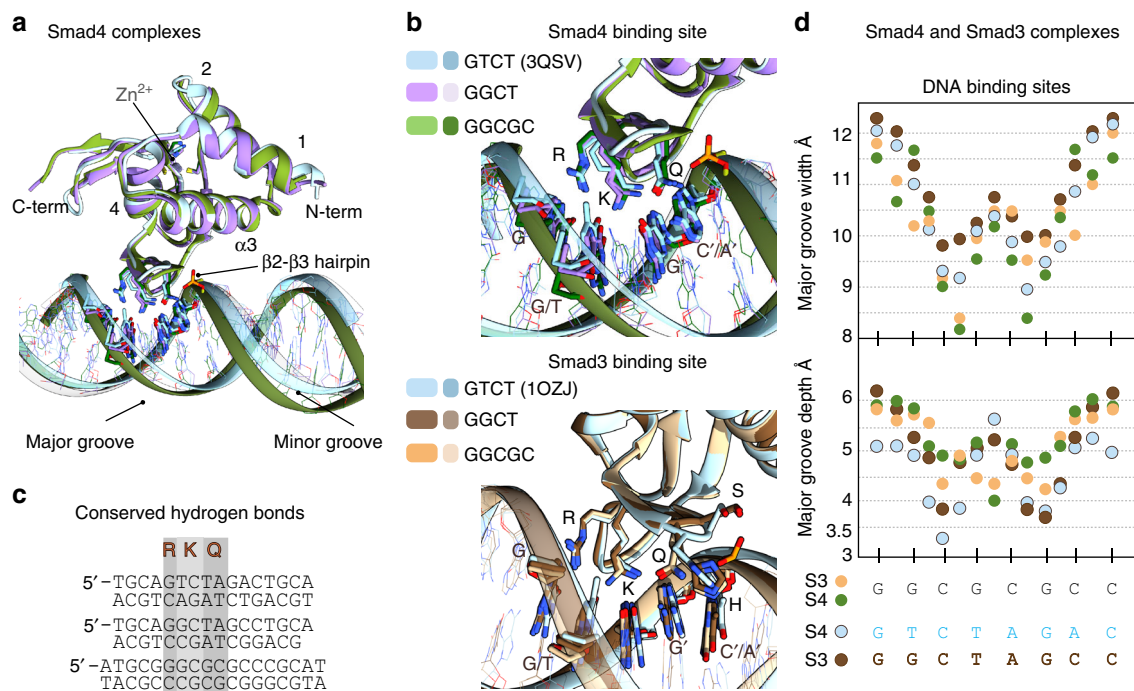 a
Smad4 complexes
2
Zn2+
1
C-term
4
N-term
α3
β2-β3 hairpin
Major groove
Minor groove
b
Smad4 binding site
GTCT (3QSV)
GGCT
GGCGC
R
Q
K
G
C′/A′
G′
G/T
Smad3 binding site
GTCT (1OZJ)
GGCT
GGCGC
S
R
G
Q
K
H
G/T
G′
C′/A′
c
Conserved hydrogen bonds
R K Q
5′–TGCAGTCTAGACTGCA
ACGTCAGATCTGACGT
5′–TGCAGGCTAGCCTGCA
ACGTCCGATCGGACG
5′–ATGCGGGCGCGCCCGCAT
TACGCCCGCGCGGGCGTA
d
Smad4 and Smad3 complexes
DNA binding sites
Major groove width Å
12
11
10
9
8
Major groove depth Å
6
5
4
3.5
3
S3
S4
G G C G C G C C
S4
G T C T A G A C
S3
G G C T A G C C